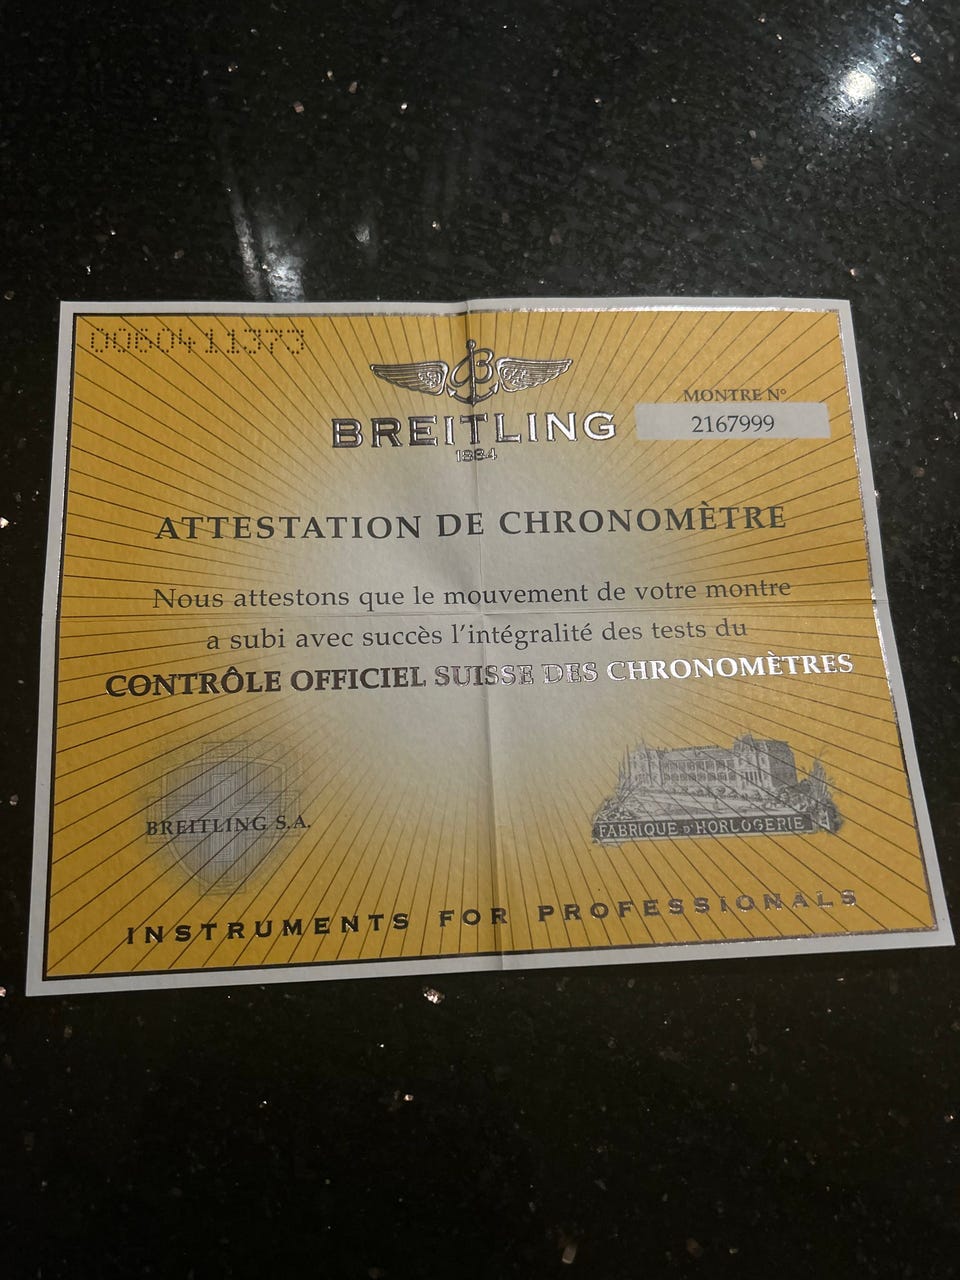 0060411373
BREITLING
1884
MONTRE N°
2167999
ATTESTATION DE CHRONOMÈTRE
Nous attestons que le mouvement de votre montre
a subi avec succès l'intégralité des tests du
CONTRÔLE OFFICIEL SUISSE DES CHRONOMÈTRES
BREITLING S.A.
FABRIQUE D'HORLOGERIE
INSTRUMENTS FOR PROFESSIONALS